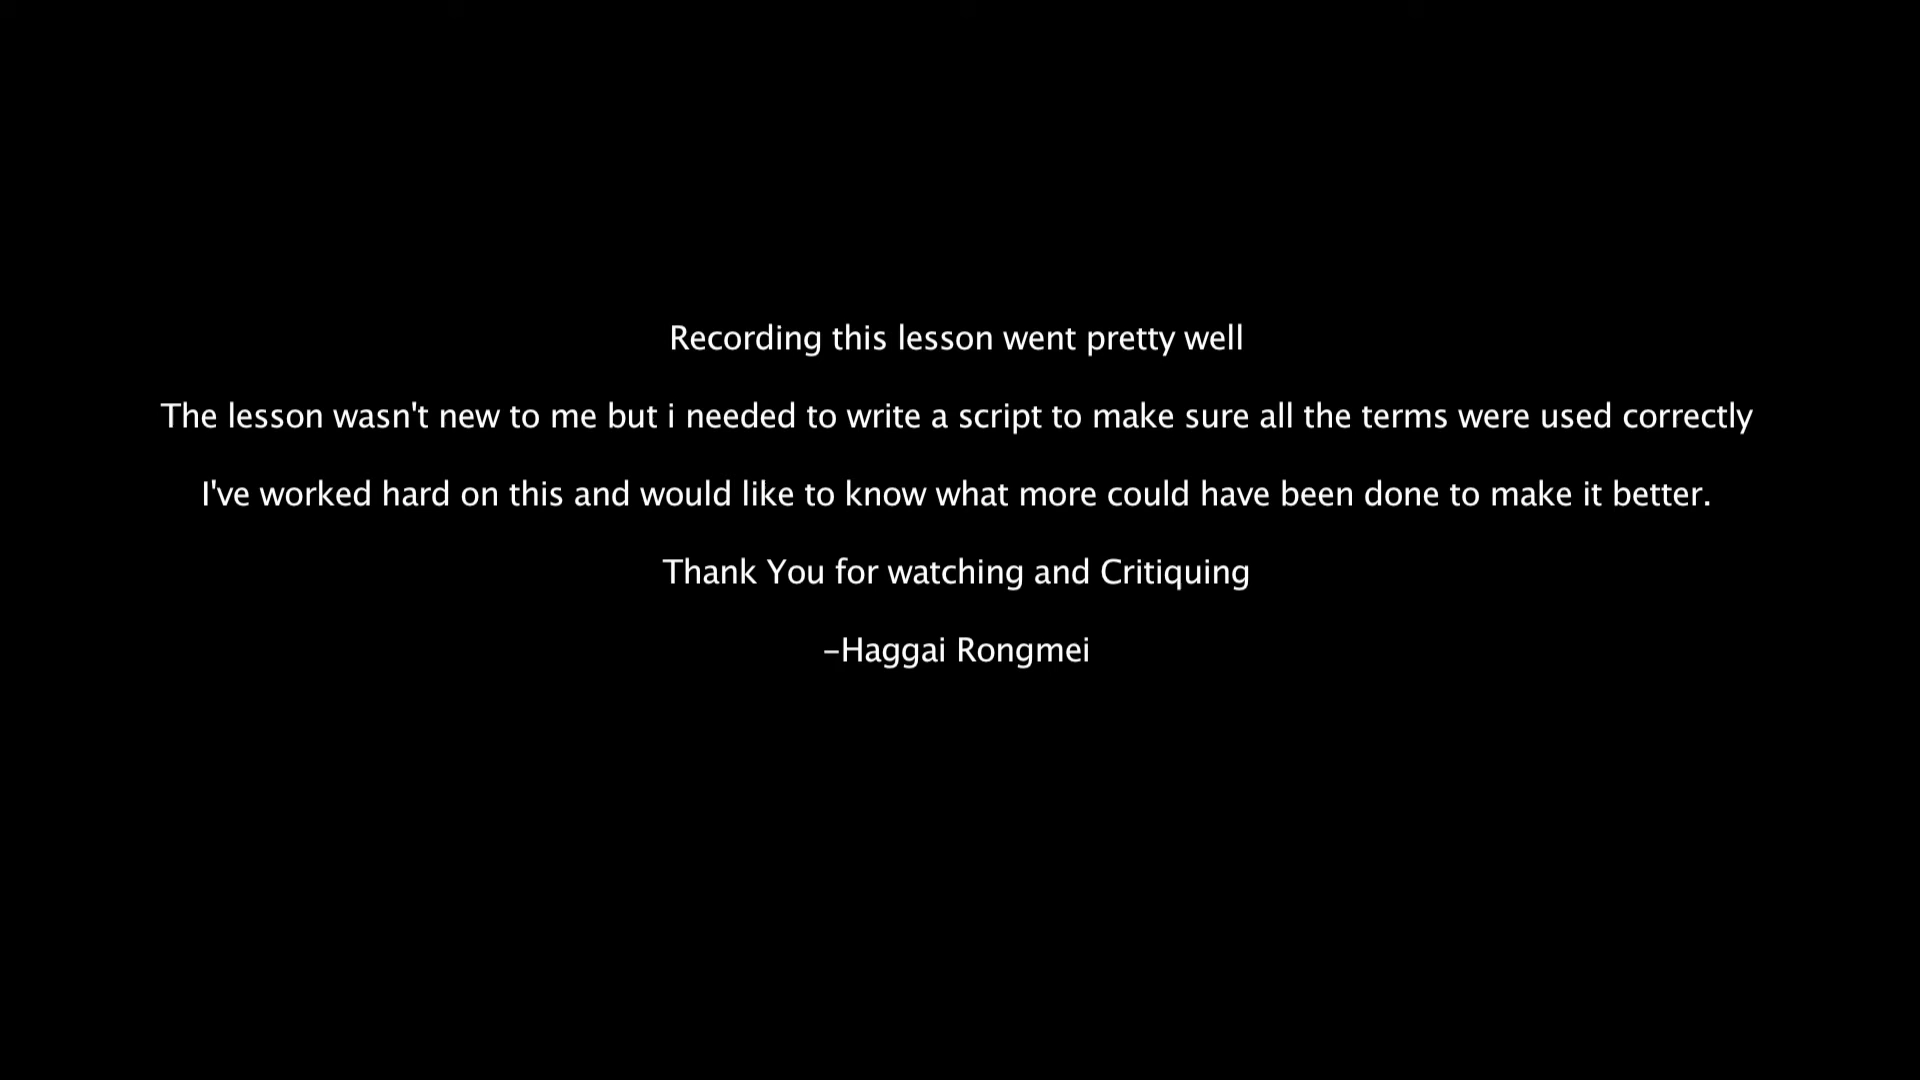 Recording this lesson went pretty well
The lesson wasn't new to me but i needed to write a script to make sure all the terms were used correctly
I've worked hard on this and would like to know what more could have been done to make it better.
Thank You for watching and Critiquing
–Haggai Rongmei